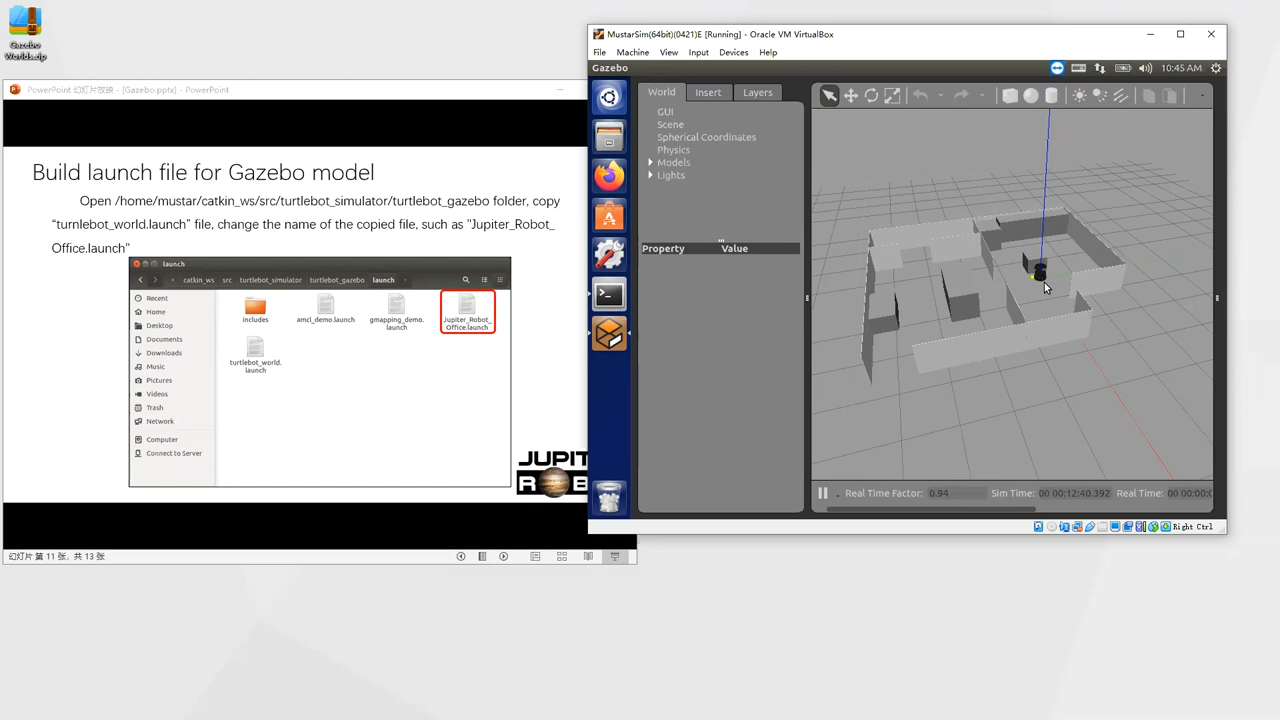 Gazebo
Worlds.zip
PowerPoint 幻灯片放映 - [Gazebo.pptx] - PowerPoint
Build launch file for Gazebo model
Open /home/mustar/catkin_ws/src/turtlebot_simulator/turtlebot_gazebo folder, copy
“turnlebot_world.launch” file, change the name of the copied file, such as "Jupiter_Robot_
Office.launch"
launch
catkin_ws src turtlebot_simulator turtlebot_gazebo launch
Recent
Home
Desktop
Documents
Downloads
Music
Pictures
Videos
Trash
Network
Computer
Connect to Server
includes
amcl_demo.launch
gmapping_demo.
launch
Jupiter_Robot_
Office.launch
turtlebot_world.
launch
幻灯片 第 11 张，共 13 张
MustarSim(64bit)(0421)E [Running] - Oracle VM VirtualBox
File Machine View Input Devices Help
Gazebo
10:45 AM
World Insert Layers
GUI
Scene
Spherical Coordinates
Physics
Models
Lights
Property Value
Real Time Factor: 0.94 Sim Time: 00 00:12:40.392 Real Time:
Right Ctrl